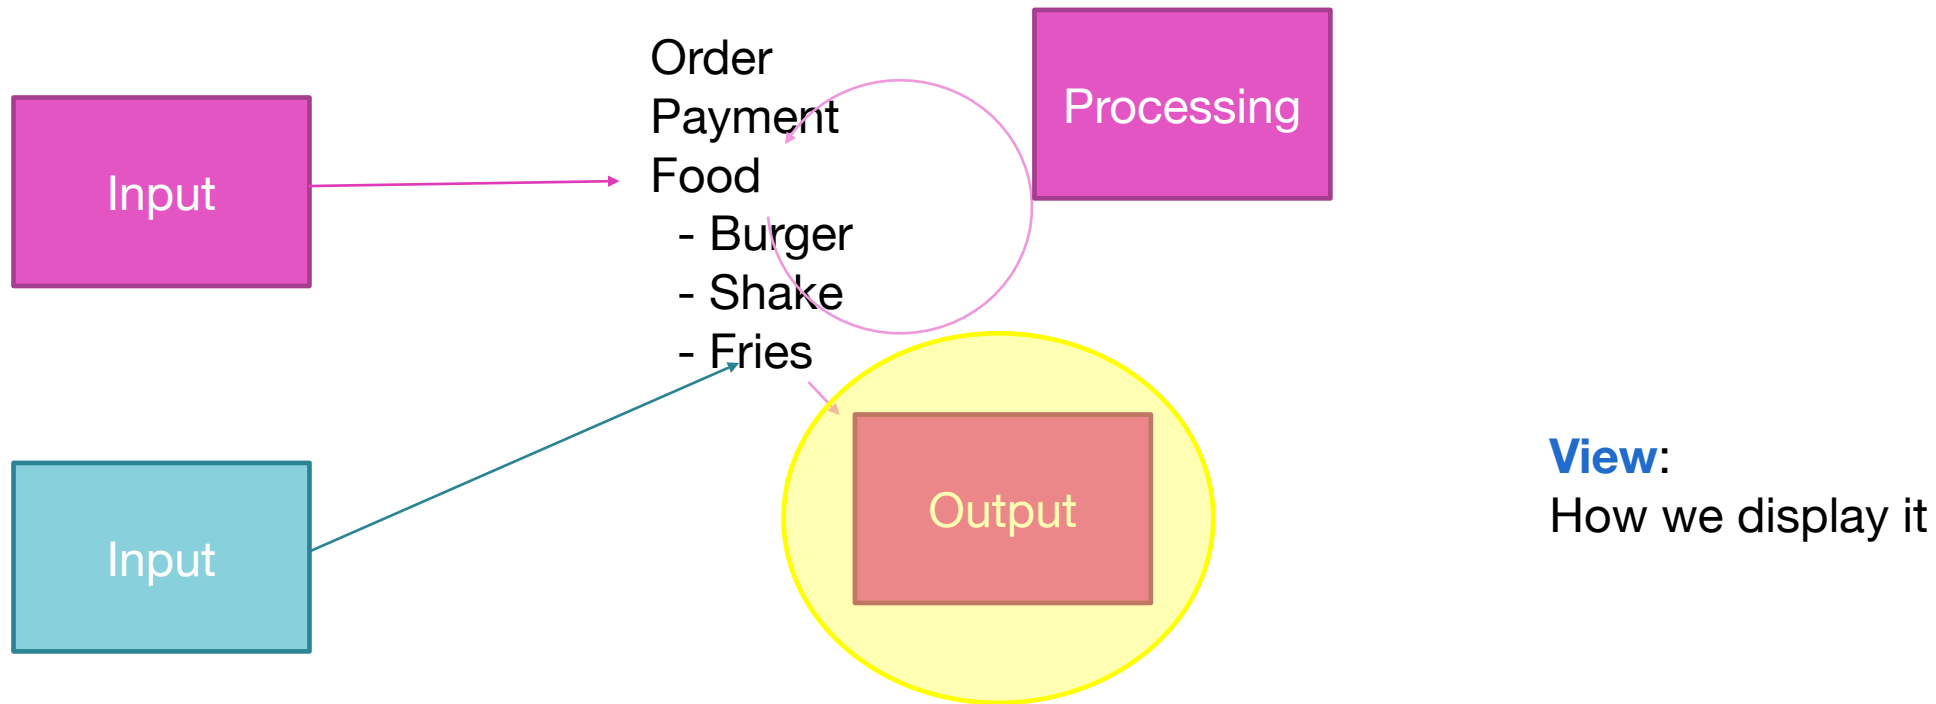 Order
Payment
Food
- Burger
- Shake
- Fries
Processing
Input
Input
Output
View:
How we display it